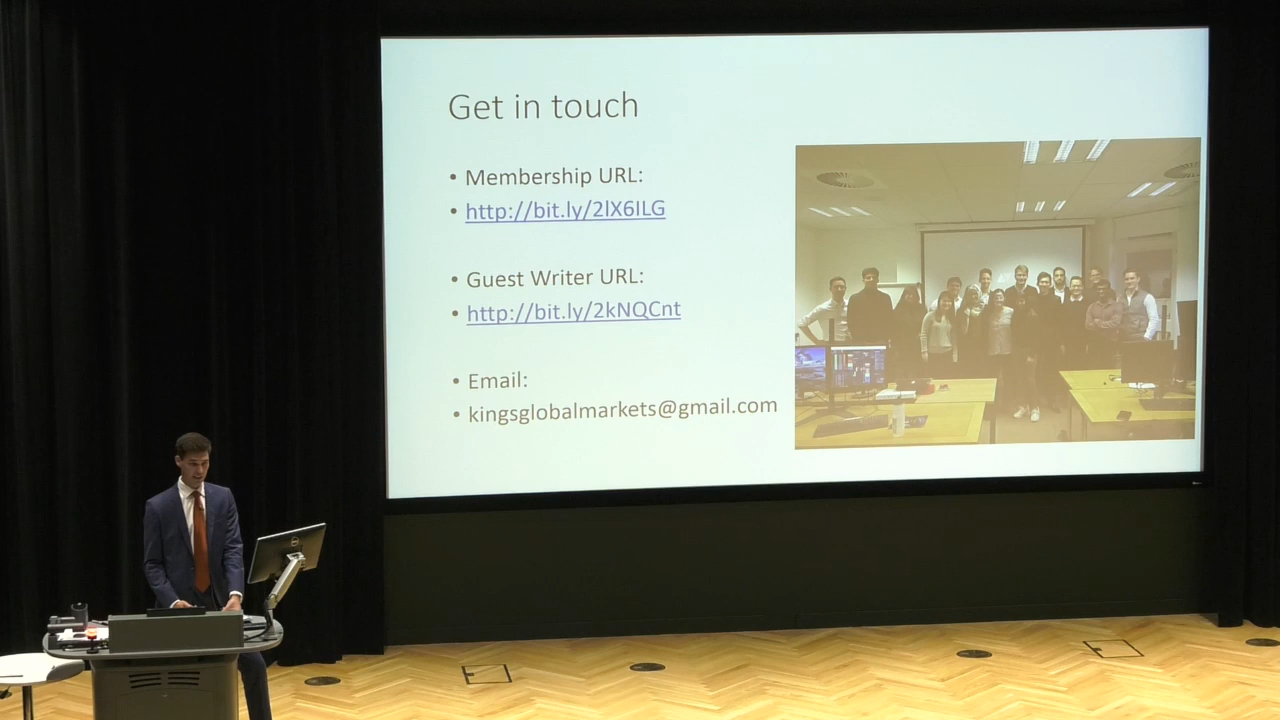 Get in touch
• Membership URL:
• http://bit.ly/2lX6ILG
• Guest Writer URL:
• http://bit.ly/2kNQCnt
• Email:
• kingsglobalmarkets@gmail.com